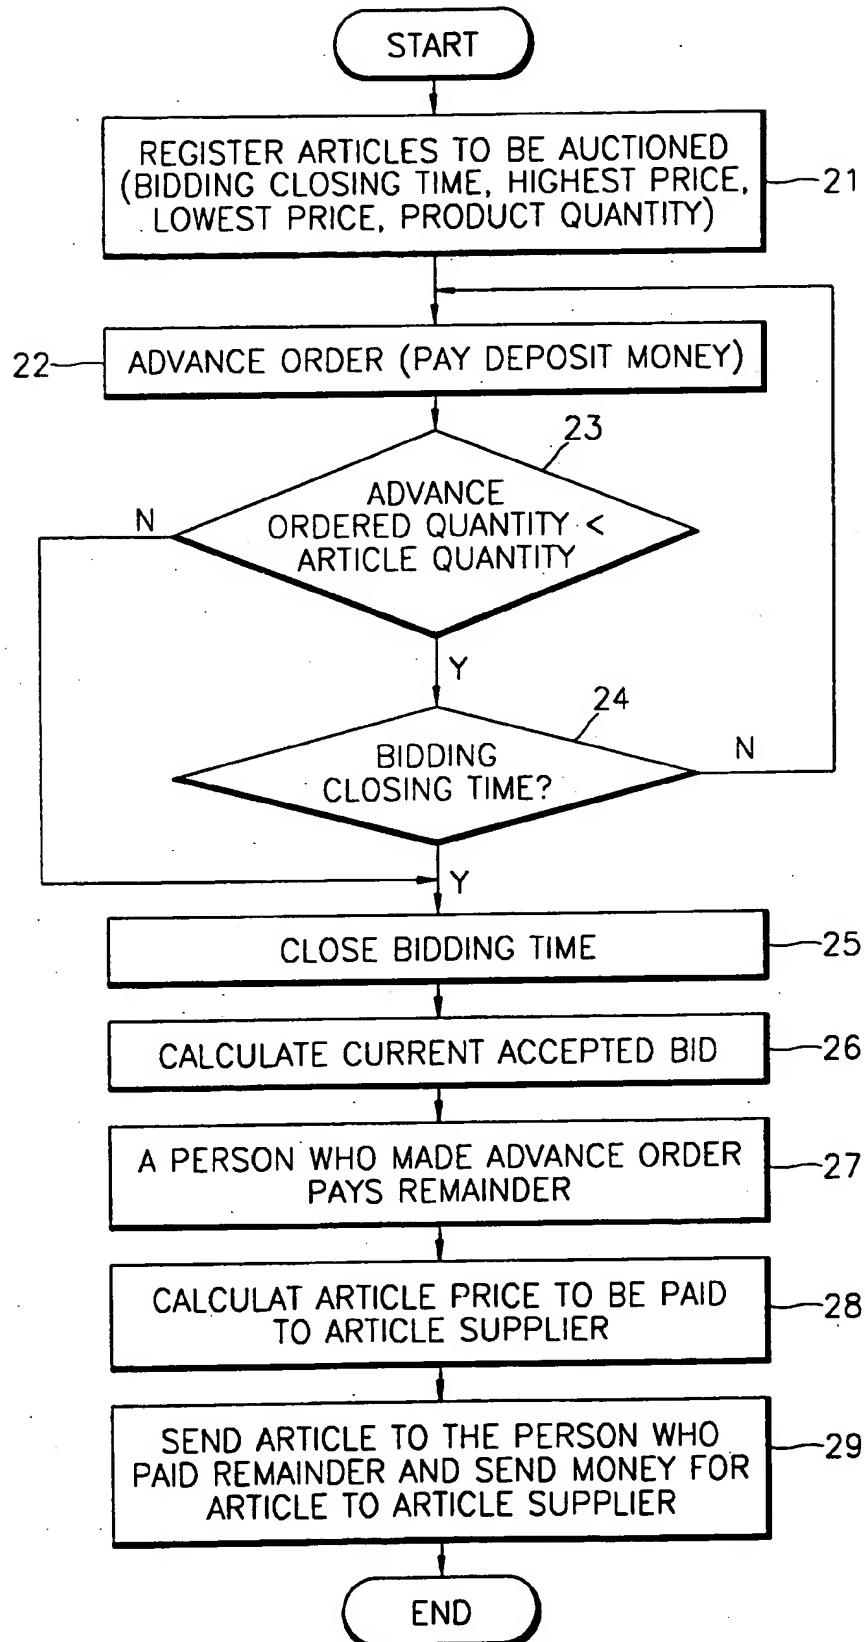 START
REGISTER ARTICLES TO BE AUCTIONED
(BIDDING CLOSING TIME, HIGHEST PRICE,
LOWEST PRICE, PRODUCT QUANTITY)
21
22
ADVANCE ORDER (PAY DEPOSIT MONEY)
23
ADVANCE
ORDERED QUANTITY <
ARTICLE QUANTITY
N
Y
24
BIDDING
CLOSING TIME?
N
Y
CLOSE BIDDING TIME
25
CALCULATE CURRENT ACCEPTED BID
26
A PERSON WHO MADE ADVANCE ORDER
PAYS REMAINDER
27
CALCULAT ARTICLE PRICE TO BE PAID
TO ARTICLE SUPPLIER
28
SEND ARTICLE TO THE PERSON WHO
PAID REMAINDER AND SEND MONEY FOR
ARTICLE TO ARTICLE SUPPLIER
29
END